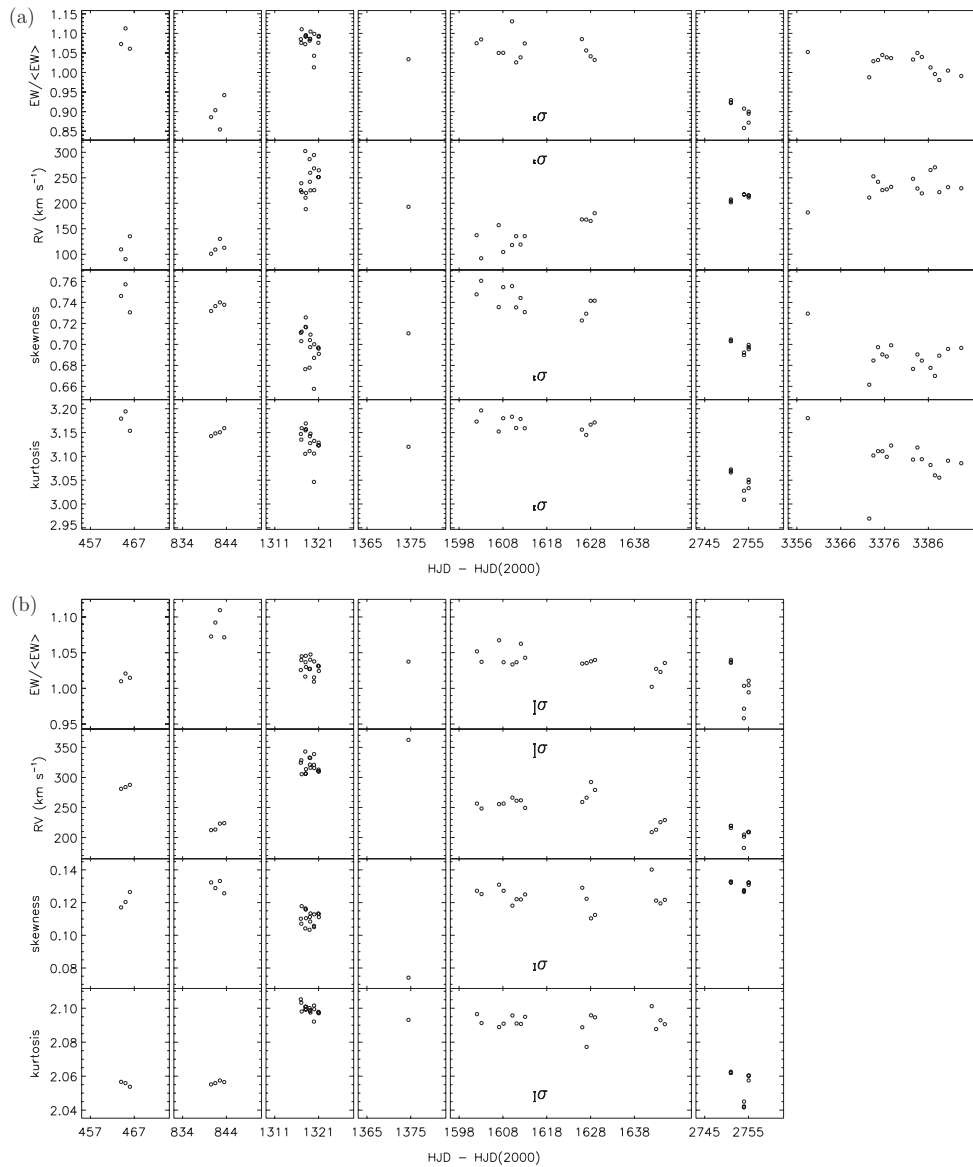 (a)
EW/<EW>
1.15
1.10
1.05
1.00
0.95
0.90
0.85
σ
RV (km s⁻¹)
300
250
200
150
100
σ
skewness
0.76
0.74
0.72
0.70
0.68
0.66
σ
kurtosis
3.20
3.15
3.10
3.05
3.00
2.95
σ
457 467 834 844 1311 1321 1365 1375 1598 1608 1618 1628 1638 2745 2755 3356 3366 3376 3386
HJD − HJD(2000)
(b)
EW/<EW>
1.10
1.05
1.00
0.95
σ
RV (km s⁻¹)
350
300
250
200
σ
skewness
0.14
0.12
0.10
0.08
σ
kurtosis
2.10
2.08
2.06
2.04
σ
457 467 834 844 1311 1321 1365 1375 1598 1608 1618 1628 1638 2745 2755
HJD − HJD(2000)